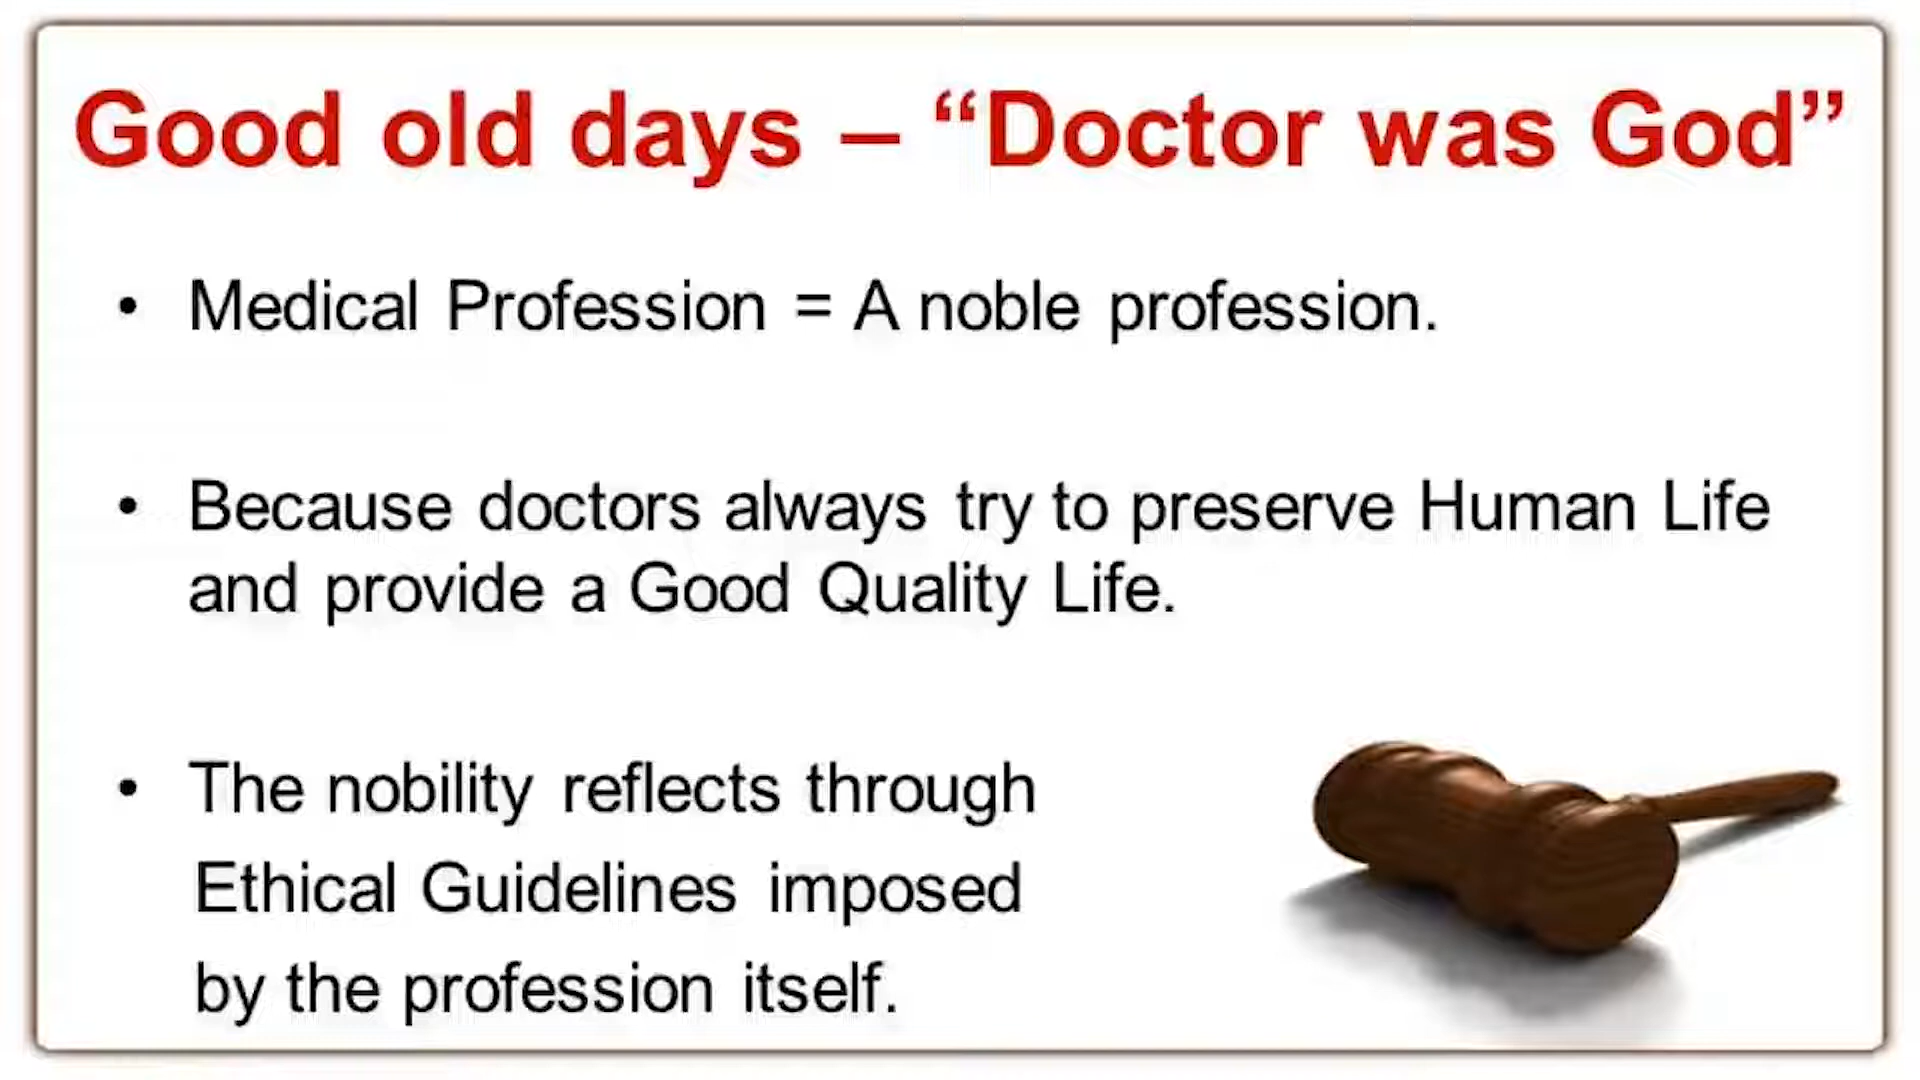 Good old days – “Doctor was God”
• Medical Profession = A noble profession.
• Because doctors always try to preserve Human Life
and provide a Good Quality Life.
• The nobility reflects through
Ethical Guidelines imposed
by the profession itself.